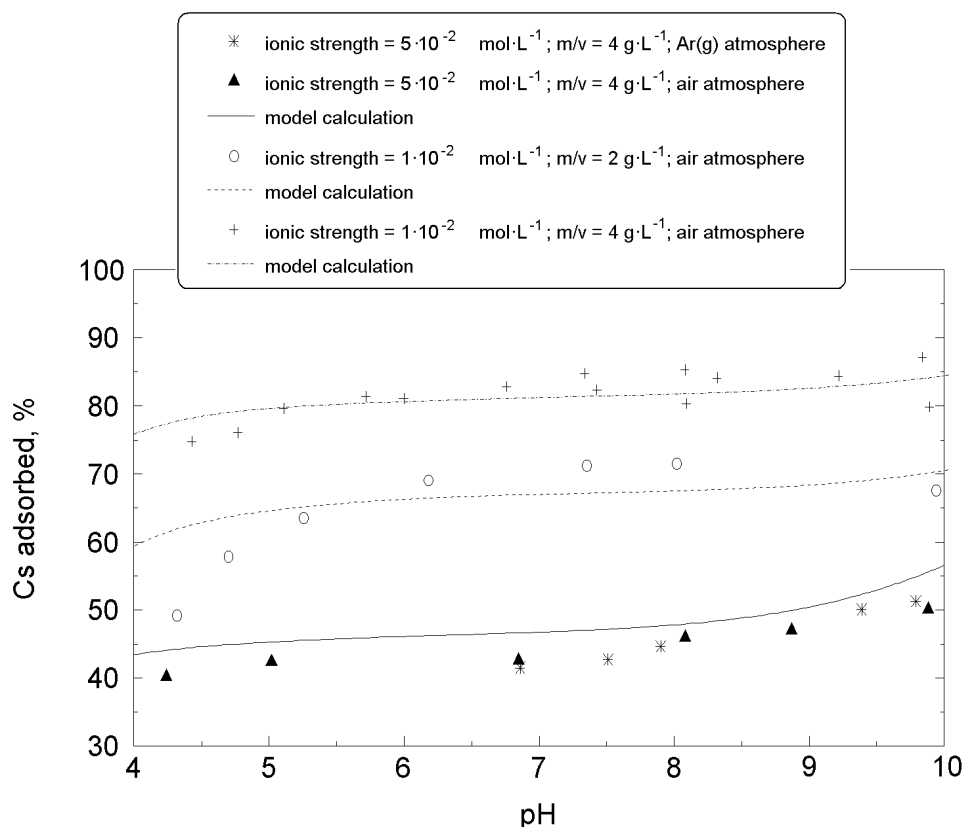 ionic strength = 5·10⁻² mol·L⁻¹; m/v = 4 g·L⁻¹; Ar(g) atmosphere
ionic strength = 5·10⁻² mol·L⁻¹; m/v = 4 g·L⁻¹; air atmosphere
model calculation
ionic strength = 1·10⁻² mol·L⁻¹; m/v = 2 g·L⁻¹; air atmosphere
model calculation
ionic strength = 1·10⁻² mol·L⁻¹; m/v = 4 g·L⁻¹; air atmosphere
model calculation
Cs adsorbed, %
100
90
80
70
60
50
40
30
4 5 6 7 8 9 10
pH